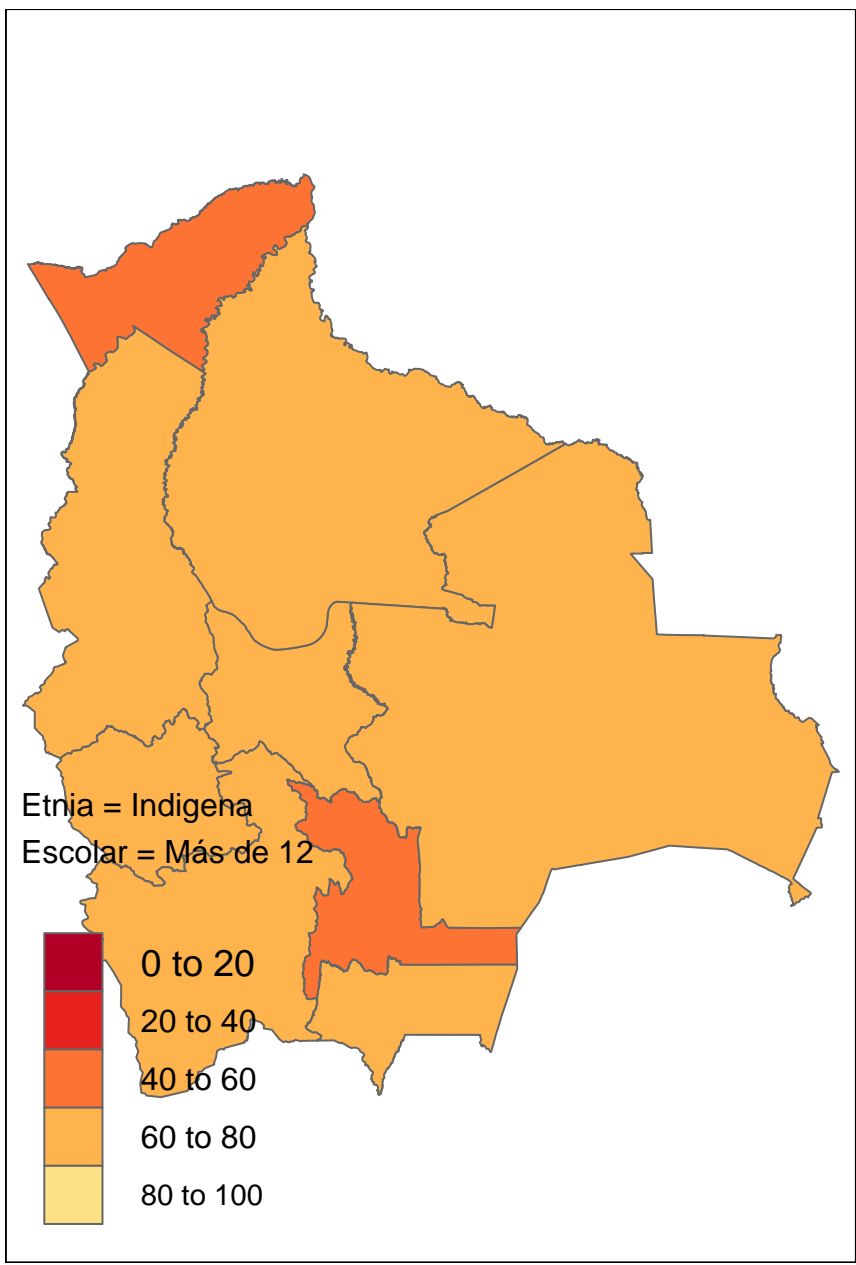 Etnia = Indigena
Escolar = Más de 12
0 to 20
20 to 40
40 to 60
60 to 80
80 to 100